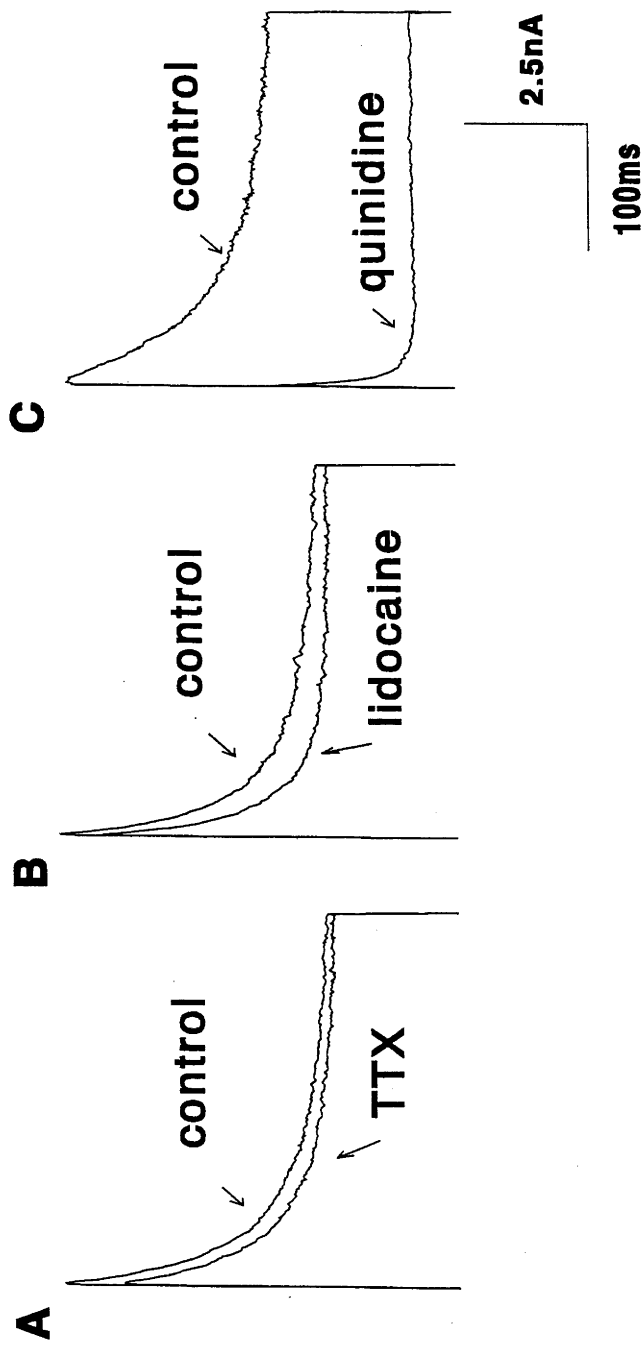 A
control
TTX
B
control
lidocaine
C
control
quinidine
2.5nA
100ms